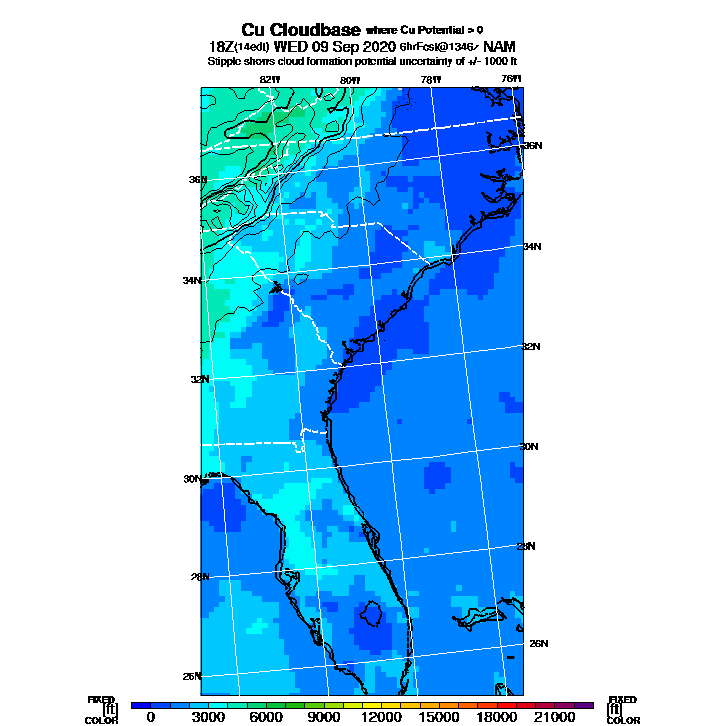 Cu Cloudbase where Cu Potential > 0
18Z(14edt) WED 09 Sep 2020 6hrFcst@1346z NAM
Stipple shows cloud formation potential uncertainty of +/- 1000 ft
82W 80W 78W 76W
36N
36N
34N
34N
32N
32N
30N
30N
28N
28N
26N
26N
FIXED FIXED
[ft] [ft]
COLOR 0 3000 6000 9000 12000 15000 18000 21000 COLOR